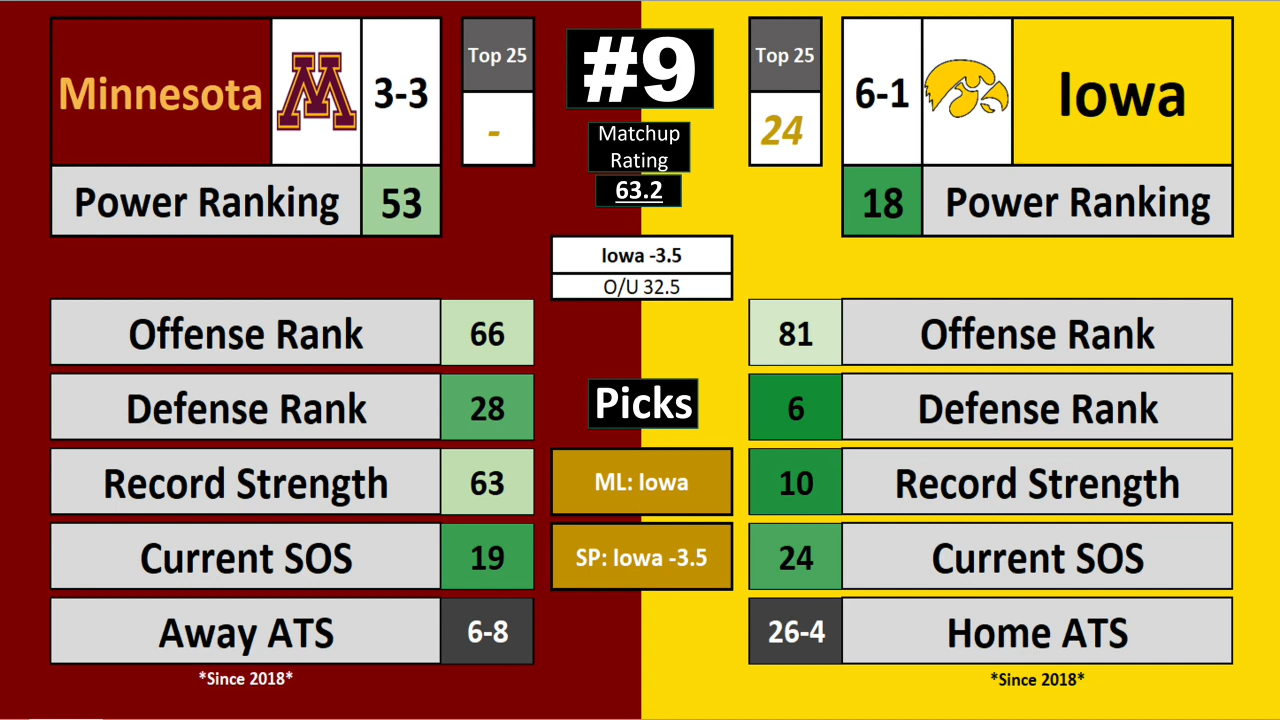 Minnesota
M
3-3
Top 25
-
Power Ranking
53
#9
Matchup
Rating
63.2
Top 25
24
6-1
Iowa
18
Power Ranking
Iowa -3.5
O/U 32.5
Offense Rank
66
Defense Rank
28
Record Strength
63
Current SOS
19
Away ATS
6-8
*Since 2018*
Picks
ML: Iowa
SP: Iowa -3.5
81
Offense Rank
6
Defense Rank
10
Record Strength
24
Current SOS
26-4
Home ATS
*Since 2018*